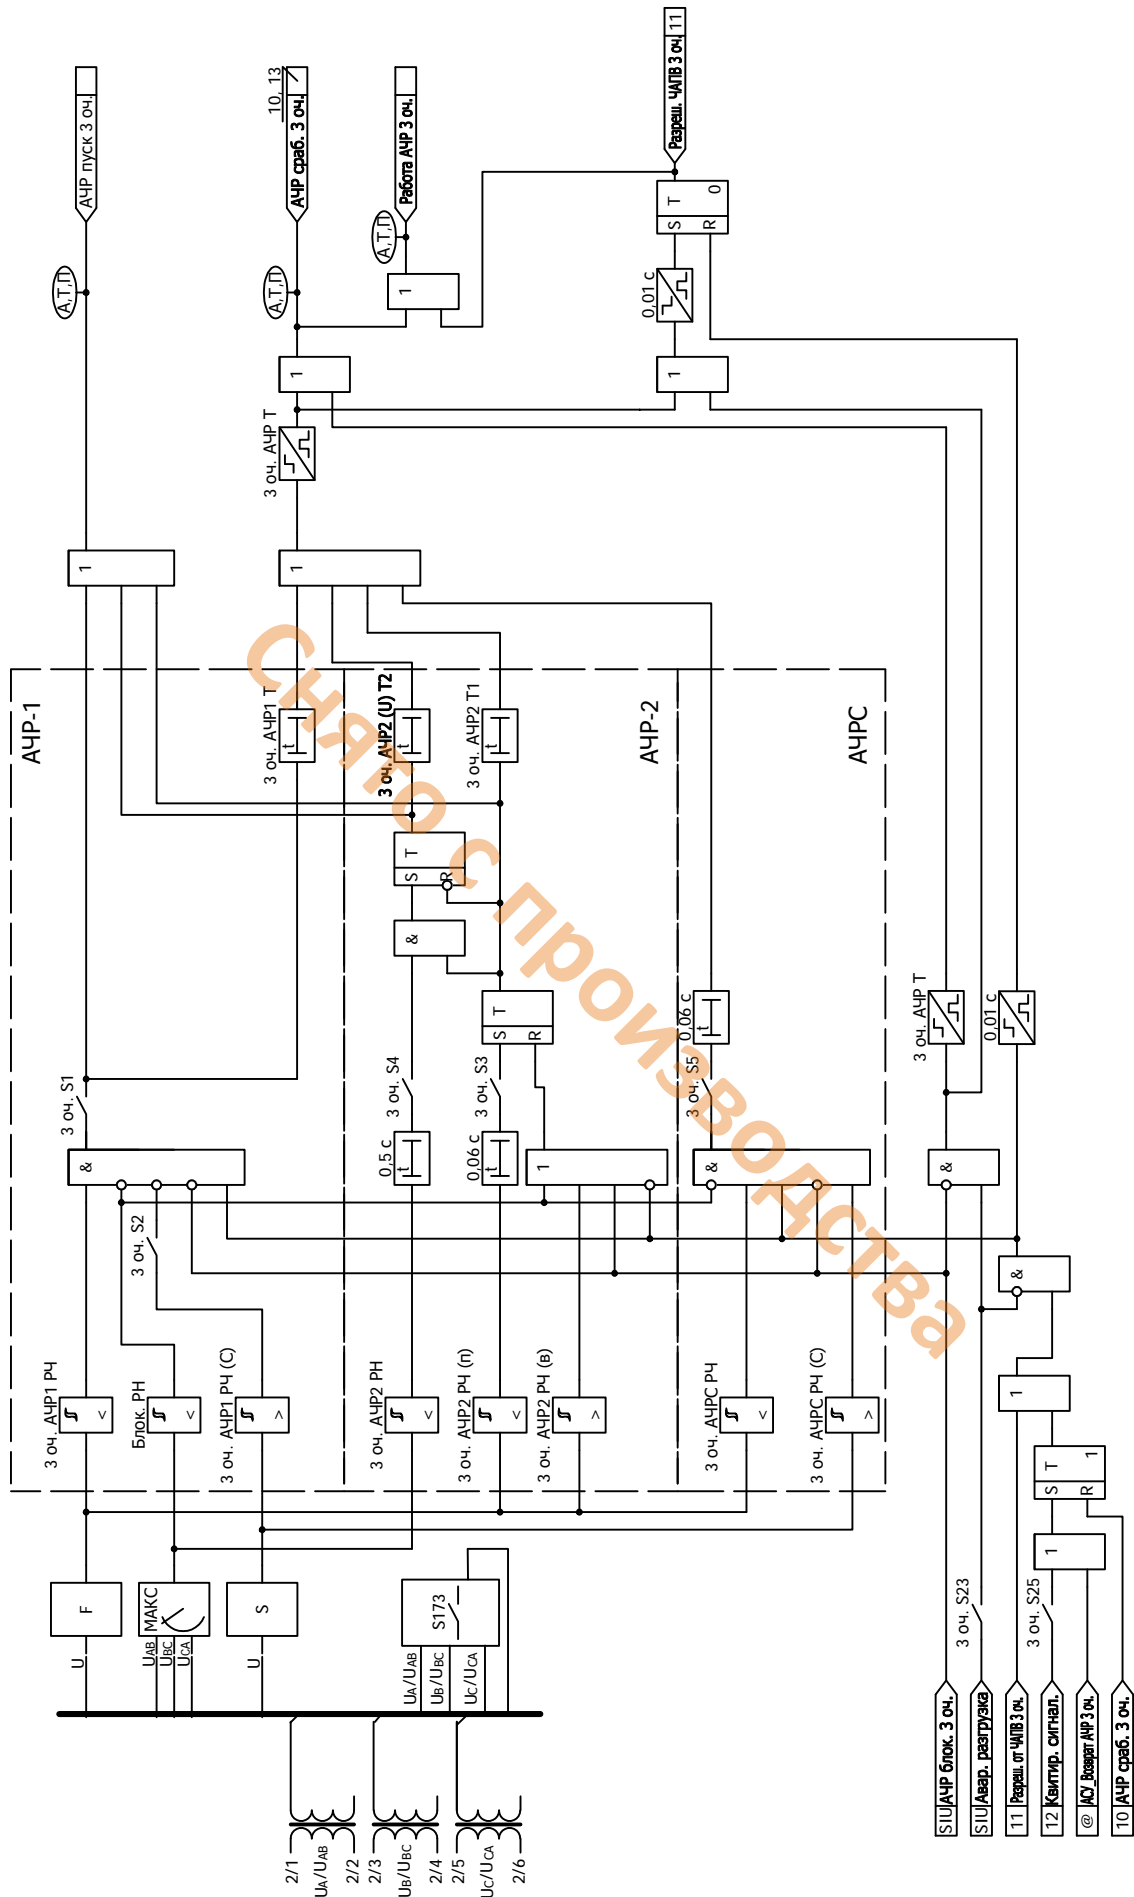 АЧР пуск 3 оч.
10, 13
АЧР сраб. 3 оч.
Работа АЧР 3 оч.
Разреш. ЧАПВ 3 оч. 11
А,Т,П
А,Т,П
А,Т,П
S T
R 0
0,01 с
1
1
1
3 оч. АЧР Т
1
1
АЧР-1
АЧР-2
АЧРС
3 оч. АЧР1 Т
t
3 оч. АЧР2 (U) Т2
t
3 оч. АЧР2 Т1
t
S T
R
&
S T
R
0,06 с
t
3 оч. АЧР Т
0,01 с
3 оч. S1
3 оч. S4
3 оч. S3
3 оч. S5
&
0,5 с
t
0,06 с
t
1
&
&
3 оч. S2
&
3 оч. АЧР1 РЧ
<
Блок. РН
<
3 оч. АЧР1 РЧ (С)
>
3 оч. АЧР2 РН
<
3 оч. АЧР2 РЧ (п)
<
3 оч. АЧР2 РЧ (в)
>
3 оч. АЧРС РЧ
<
3 оч. АЧРС РЧ (С)
>
1
S T
R 1
1
F
МАКС
S
S173
U
UAB
UBC
UCA
U
UA/UAB
UB/UBC
UC/UCA
3 оч. S23
3 оч. S25
2/1
UA/UAB
2/2
2/3
UB/UBC
2/4
2/5
UC/UCA
2/6
SIU АЧР блок. 3 оч.
SIU Авар. разгрузка
11 Разреш. от ЧАПВ 3 оч.
12 Квитир. сигнал.
@ АСУ_Возврат АЧР 3 оч.
10 АЧР сраб. 3 оч.
Снято с производства